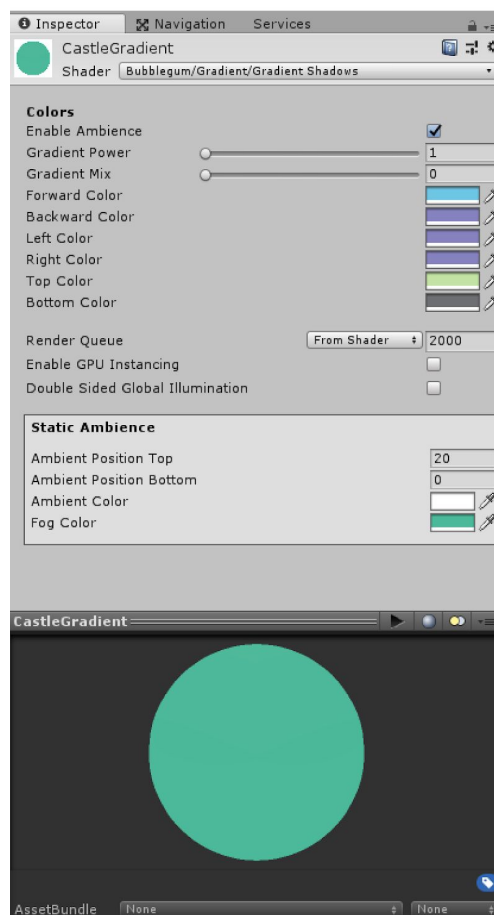 Inspector Navigation Services
CastleGradient
Shader Bubblegum/Gradient/Gradient Shadows
Colors
Enable Ambience
Gradient Power 1
Gradient Mix 0
Forward Color
Backward Color
Left Color
Right Color
Top Color
Bottom Color
Render Queue From Shader 2000
Enable GPU Instancing
Double Sided Global Illumination
Static Ambience
Ambient Position Top 20
Ambient Position Bottom 0
Ambient Color
Fog Color
CastleGradient
AssetBundle None None